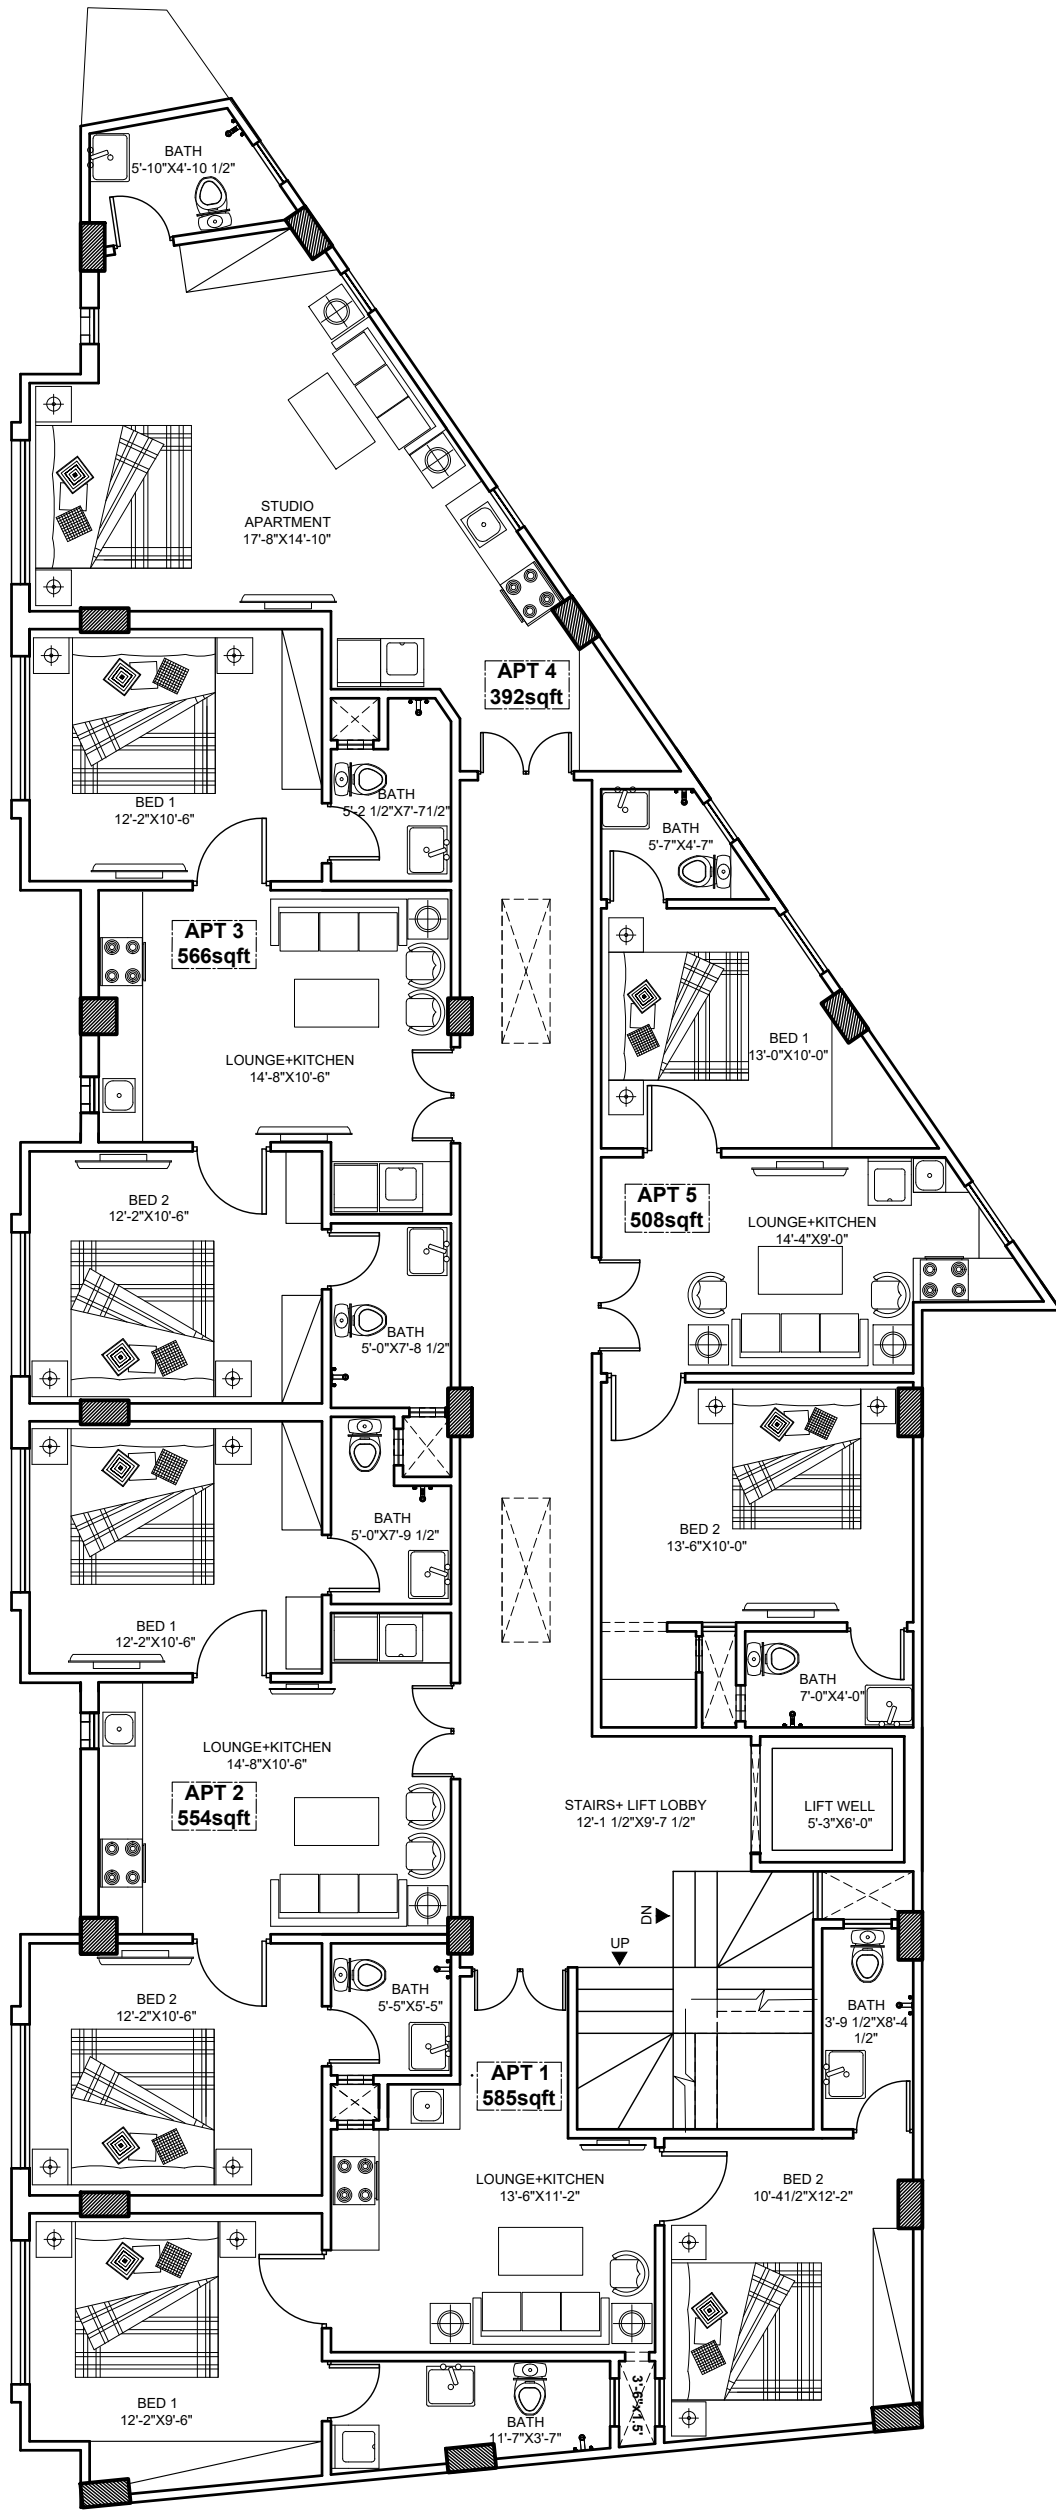 BATH
5'-10"X4'-10 1/2"
STUDIO
APARTMENT
17'-8"X14'-10"
APT 4
392sqft
BED 1
12'-2"X10'-6"
BATH
5'-2 1/2"X7'-71/2"
BATH
5'-7"X4'-7"
APT 3
566sqft
LOUNGE+KITCHEN
14'-8"X10'-6"
BED 1
13'-0"X10'-0"
BED 2
12'-2"X10'-6"
APT 5
508sqft
LOUNGE+KITCHEN
14'-4"X9'-0"
BATH
5'-0"X7'-8 1/2"
BATH
5'-0"X7'-9 1/2"
BED 2
13'-6"X10'-0"
BED 1
12'-2"X10'-6"
BATH
7'-0"X4'-0"
LOUNGE+KITCHEN
14'-8"X10'-6"
APT 2
554sqft
STAIRS+ LIFT LOBBY
12'-1 1/2"X9'-7 1/2"
LIFT WELL
5'-3"X6'-0"
DN
UP
BED 2
12'-2"X10'-6"
BATH
5'-5"X5'-5"
BATH
3'-9 1/2"X8'-4
1/2"
APT 1
585sqft
LOUNGE+KITCHEN
13'-6"X11'-2"
BED 2
10'-41/2"X12'-2"
BED 1
12'-2"X9'-6"
BATH
11'-7"X3'-7"
3'-6"x1.5'